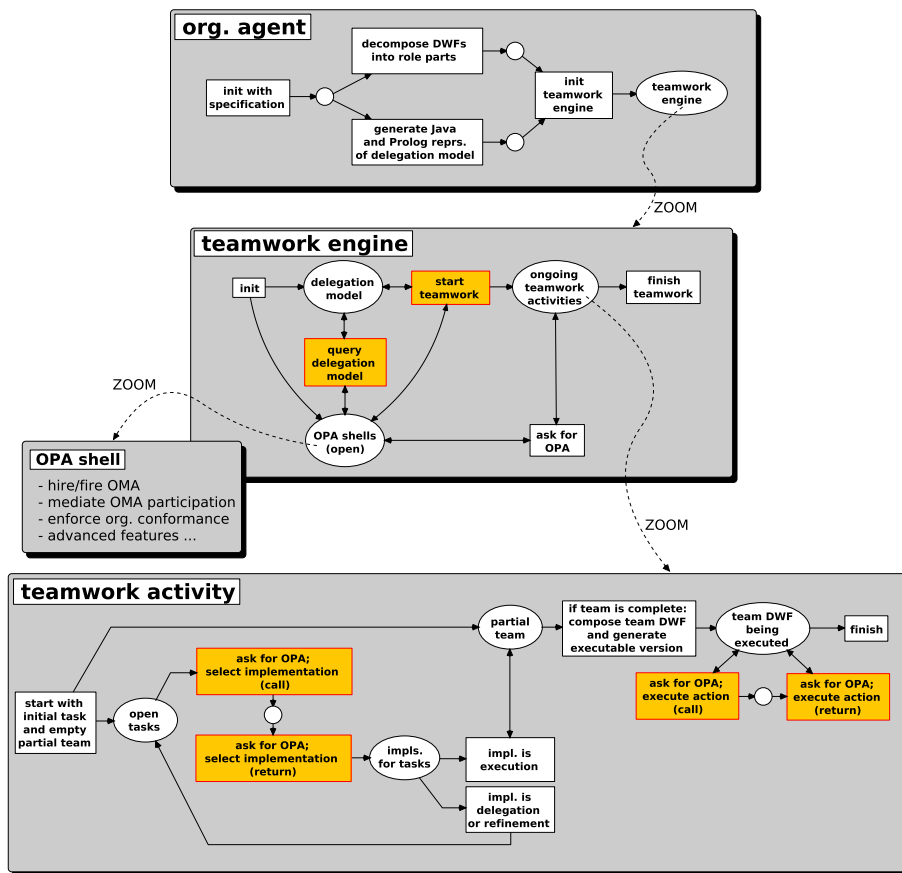 org. agent
decompose DWFs
into role parts
init with
specification
init
teamwork
engine
teamwork
engine
generate Java
and Prolog reprs.
of delegation model
ZOOM
teamwork engine
init
delegation
model
start
teamwork
ongoing
teamwork
activities
finish
teamwork
query
delegation
model
ZOOM
OPA shells
(open)
ask for
OPA
OPA shell
- hire/fire OMA
- mediate OMA participation
- enforce org. conformance
- advanced features ...
ZOOM
teamwork activity
partial
team
if team is complete:
compose team DWF
and generate
executable version
team DWF
being
executed
finish
ask for OPA;
select implementation
(call)
ask for OPA;
execute action
(call)
ask for OPA;
execute action
(return)
start with
initial task
and empty
partial team
open
tasks
ask for OPA;
select implementation
(return)
impls.
for tasks
impl. is
execution
impl. is
delegation
or refinement